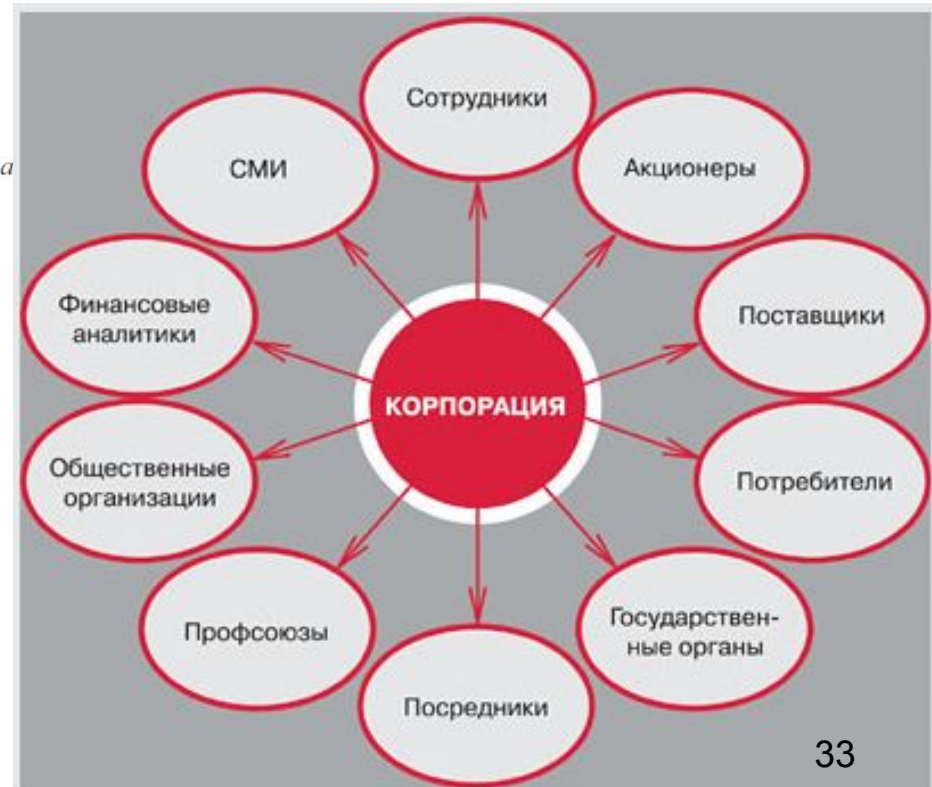 Сотрудники
СМИ
Акционеры
а
Финансовые
аналитики
Поставщики
КОРПОРАЦИЯ
Общественные
организации
Потребители
Профсоюзы
Государствен-
ные органы
Посредники
33